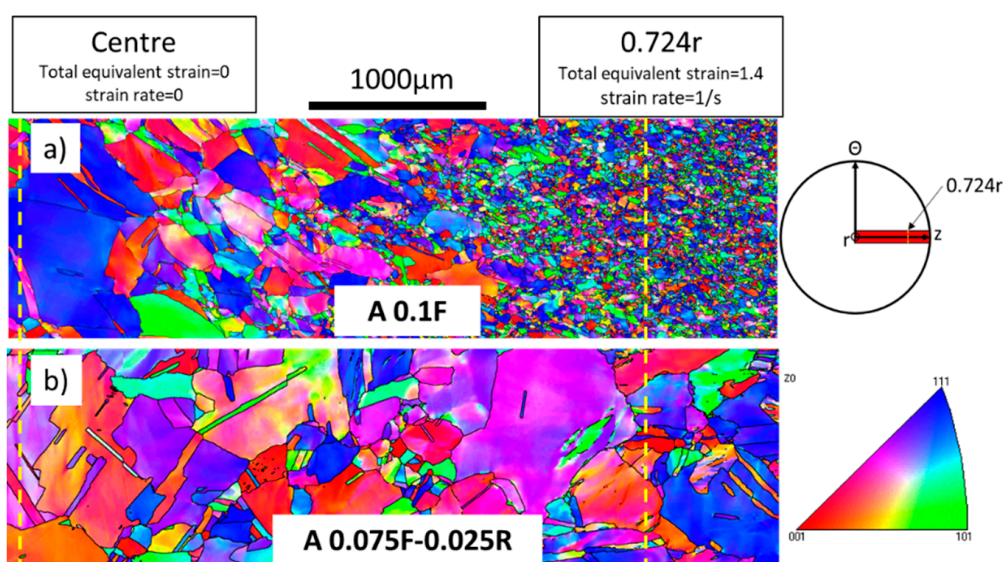 Centre
Total equivalent strain=0
strain rate=0
1000μm
0.724r
Total equivalent strain=1.4
strain rate=1/s
a)
A 0.1F
Θ
0.724r
r
z
b)
A 0.075F-0.025R
Z0
111
001
101